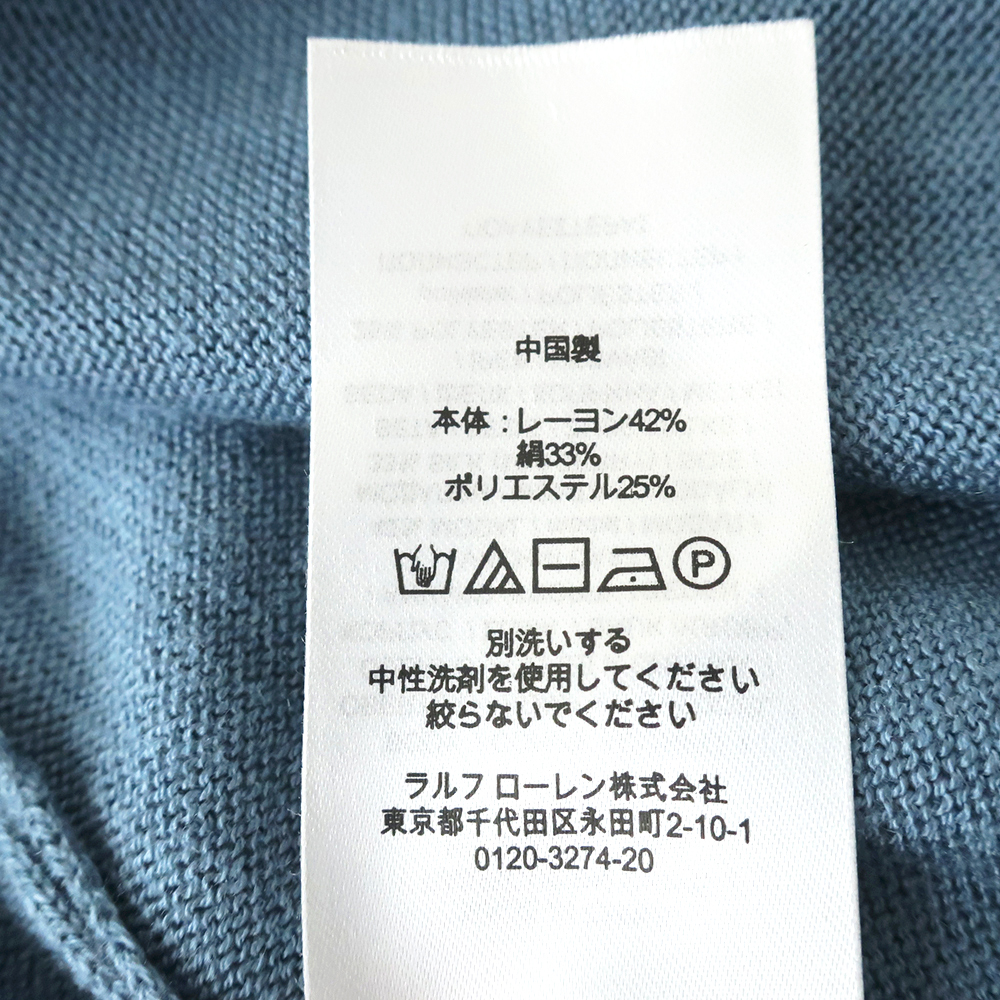 中国製
本体 : レーヨン42%
絹33%
ポリエステル25%
P
別洗いする
中性洗剤を使用してください
絞らないでください
ラルフ ローレン株式会社
東京都千代田区永田町2-10-1
0120-3274-20